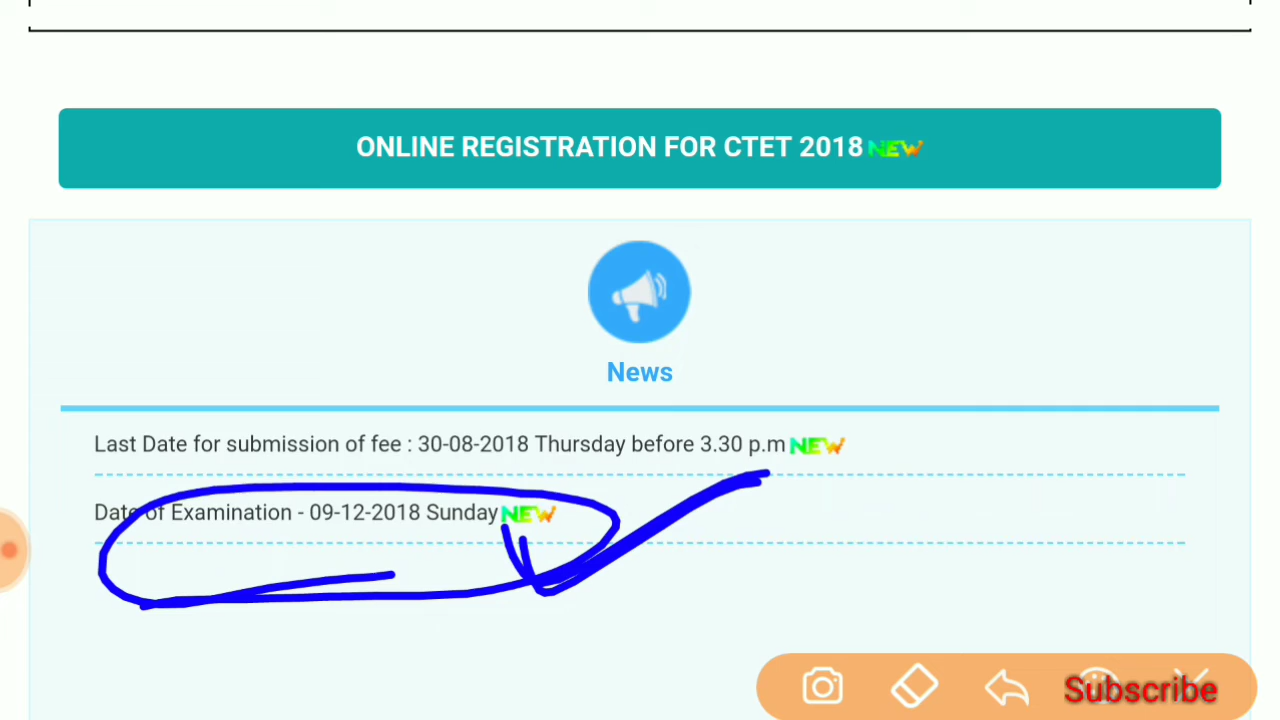 ONLINE REGISTRATION FOR CTET 2018 NEW
News
Last Date for submission of fee : 30-08-2018 Thursday before 3.30 p.m NEW
Date of Examination - 09-12-2018 Sunday NEW
Subscribe